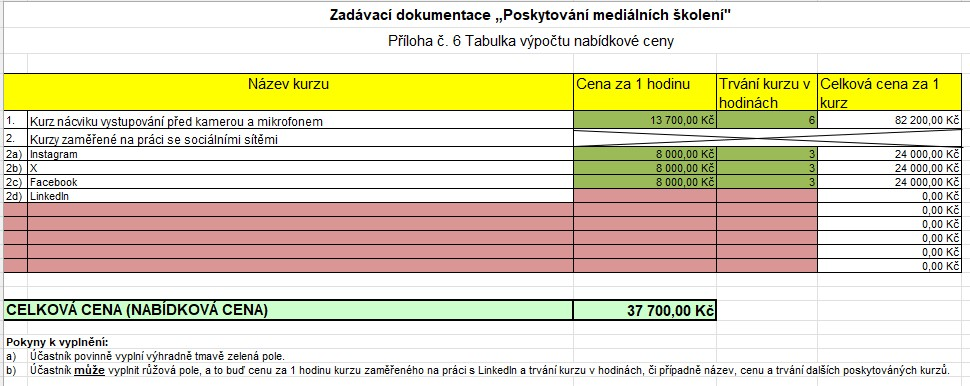 Zadávací dokumentace „Poskytování mediálních školení"
Příloha č. 6 Tabulka výpočtu nabídkové ceny
Název kurzu Cena za 1 hodinu Trvání kurzu v hodinách Celková cena za 1 kurz
1. Kurz nácviku vystupování před kamerou a mikrofonem 13 700,00 Kč 6 82 200,00 Kč
2. Kurzy zaměřené na práci se sociálními sítěmi
2a) Instagram 8 000,00 Kč 3 24 000,00 Kč
2b) X 8 000,00 Kč 3 24 000,00 Kč
2c) Facebook 8 000,00 Kč 3 24 000,00 Kč
2d) LinkedIn 0,00 Kč
0,00 Kč
0,00 Kč
0,00 Kč
0,00 Kč
0,00 Kč
CELKOVÁ CENA (NABÍDKOVÁ CENA) 37 700,00 Kč
Pokyny k vyplnění:
a) Účastník povinně vyplní výhradně tmavě zelená pole.
b) Účastník může vyplnit růžová pole, a to buď cenu za 1 hodinu kurzu zaměřeného na práci s LinkedIn a trvání kurzu v hodinách, či případně název, cenu a trvání dalších poskytovaných kurzů.